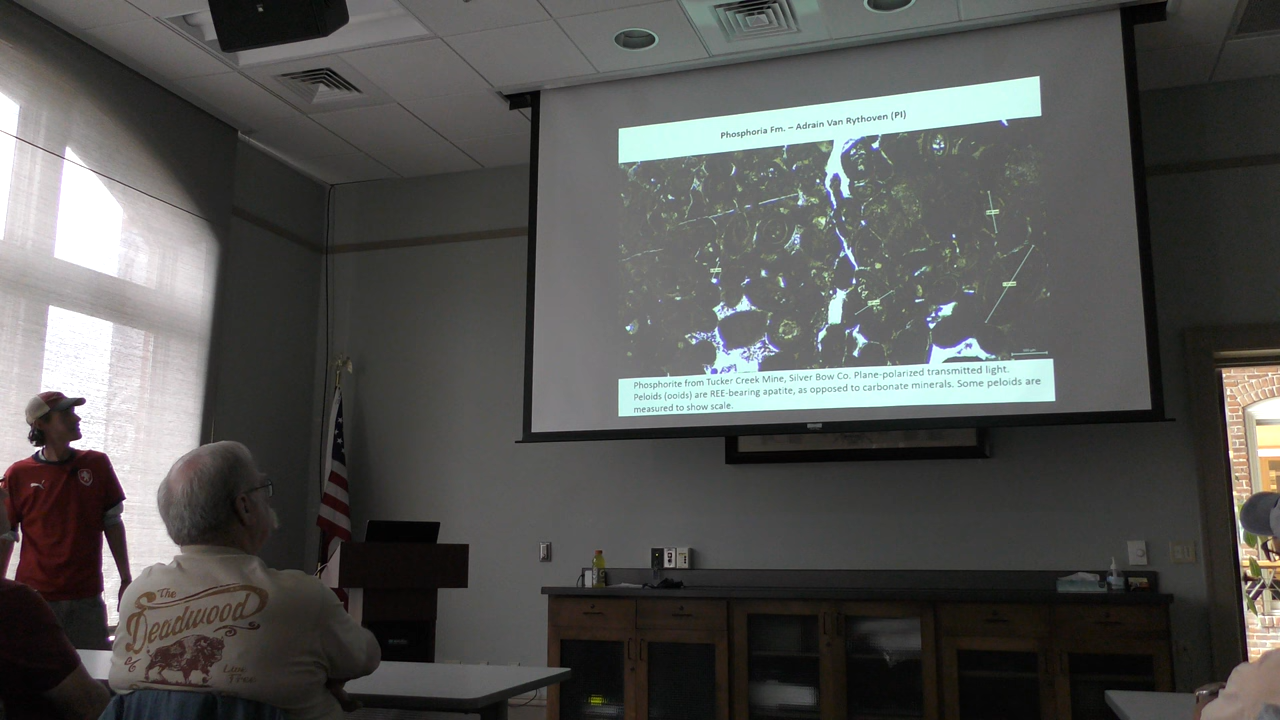 Phosphoria Fm. – Adrain Van Rythoven (PI)
Phosphorite from Tucker Creek Mine, Silver Bow Co. Plane-polarized transmitted light.
Peloids (ooids) are REE-bearing apatite, as opposed to carbonate minerals. Some peloids are
measured to show scale.
The
Deadwood
Live
Free